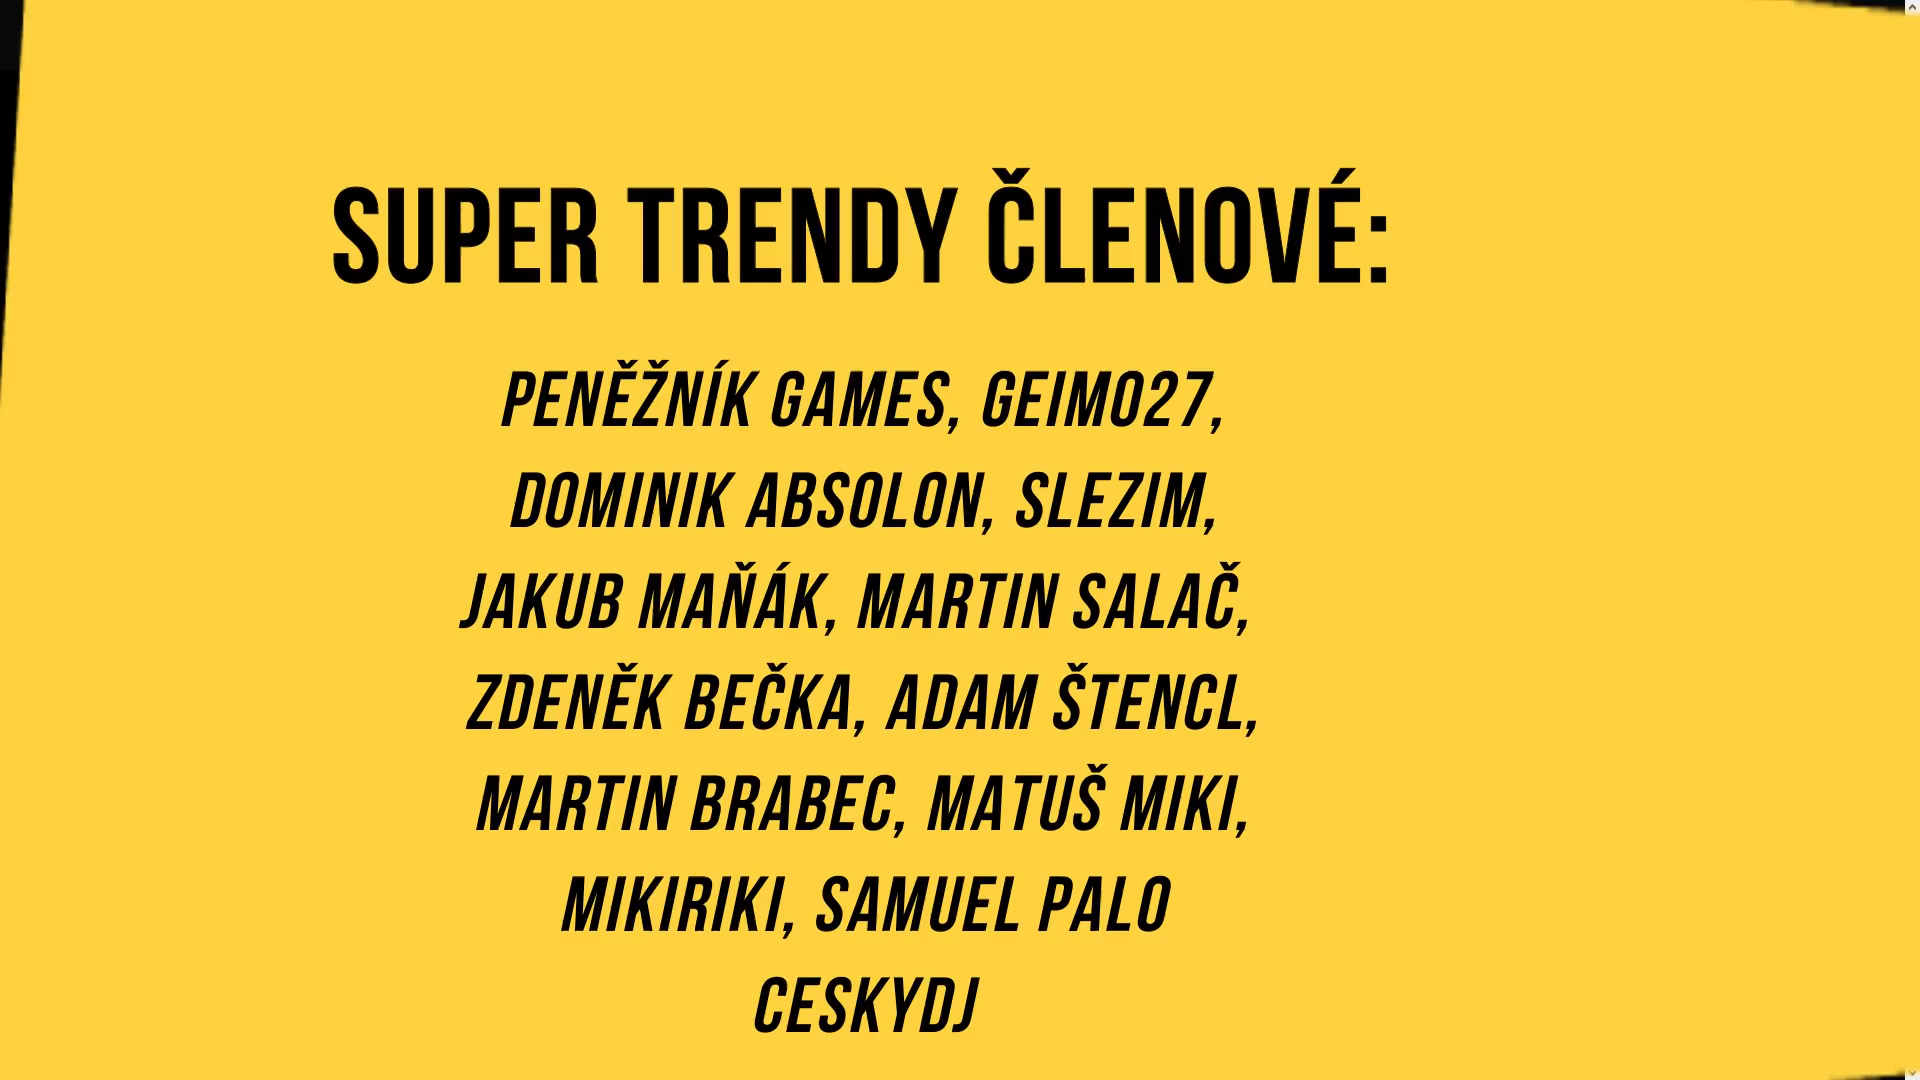 SUPER TRENDY ČLENOVÉ:
PENĚŽNÍK GAMES, GEIMO27,
DOMINIK ABSOLON, SLEZIM,
JAKUB MAŇÁK, MARTIN SALAČ,
ZDENĚK BEČKA, ADAM ŠTENCL,
MARTIN BRABEC, MATUŠ MIKI,
MIKIRIKI, SAMUEL PALO
CESKYDJ